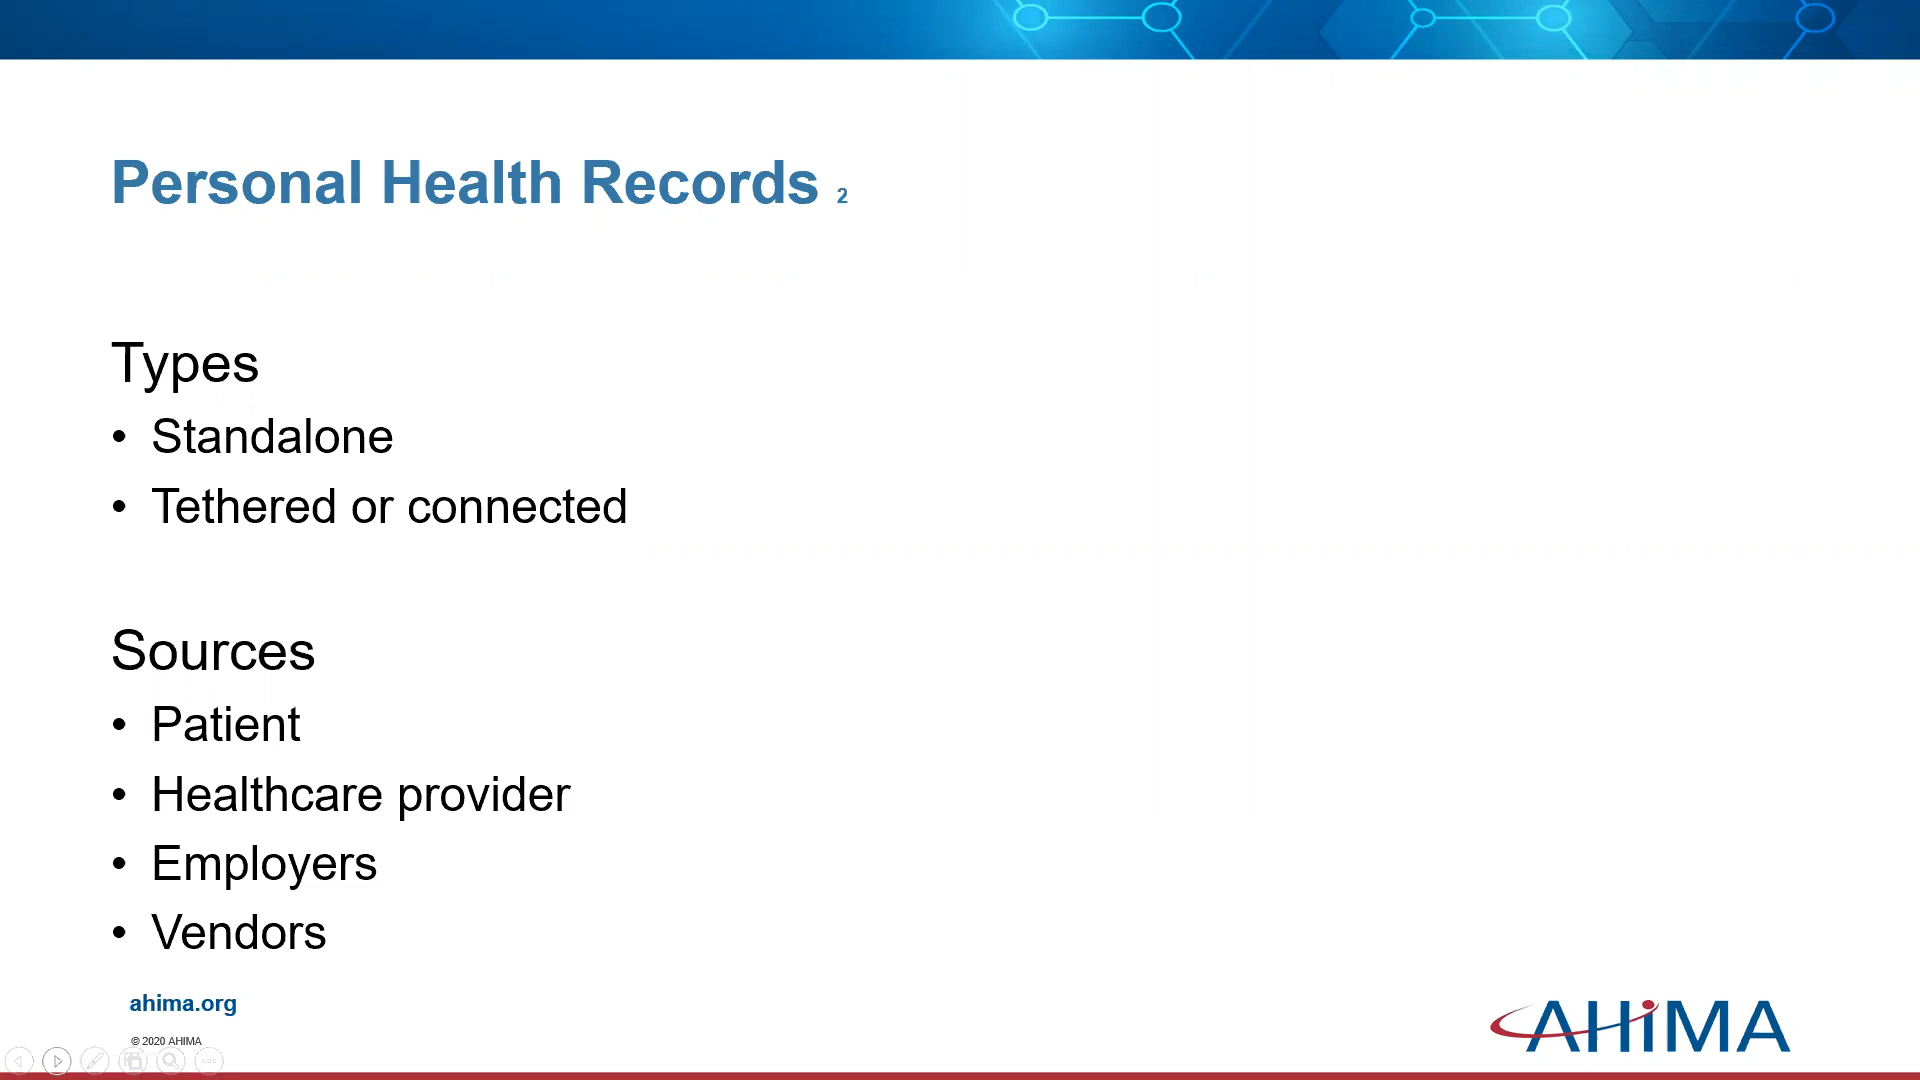 Personal Health Records 2
Types
• Standalone
• Tethered or connected
Sources
• Patient
• Healthcare provider
• Employers
• Vendors
ahima.org
© 2020 AHIMA
AHiMA